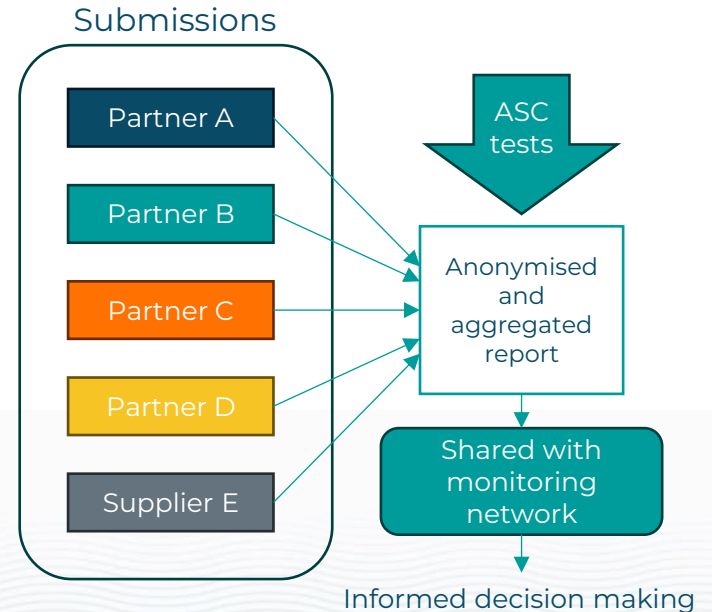 Submissions
Partner A
Partner B
Partner C
Partner D
Supplier E
ASC
tests
Anonymised
and
aggregated
report
Shared with
monitoring
network
Informed decision making